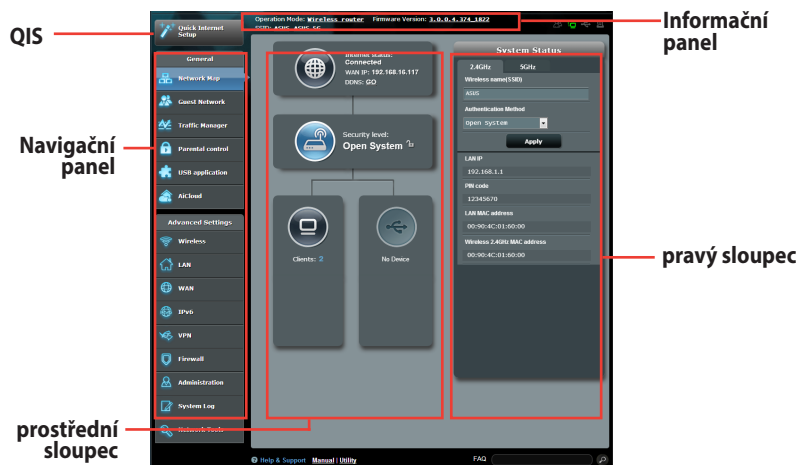 QIS
Quick Internet
Setup
General
Network Map
Guest Network
Traffic Manager
Parental control
USB application
AiCloud
Advanced Settings
Wireless
LAN
WAN
IPv6
VPN
Firewall
Administration
System Log
Network Tools
Navigační
panel
prostřední
sloupec
Operation Mode: Wireless router Firmware Version: 3.0.0.4.374_1822
SSID: ASUS ASUS_5G
Informační
panel
Internet status:
Connected
WAN IP: 192.168.16.117
DDNS: GO
Security level:
Open System
Clients: 2
No Device
System Status
2.4GHz 5GHz
Wireless name(SSID)
ASUS
Authentication Method
Open System
Apply
LAN IP
192.168.1.1
PIN code
12345670
LAN MAC address
00:90:4C:01:60:00
Wireless 2.4GHz MAC address
00:90:4C:01:60:00
pravý sloupec
Help & Support Manual | Utility FAQ